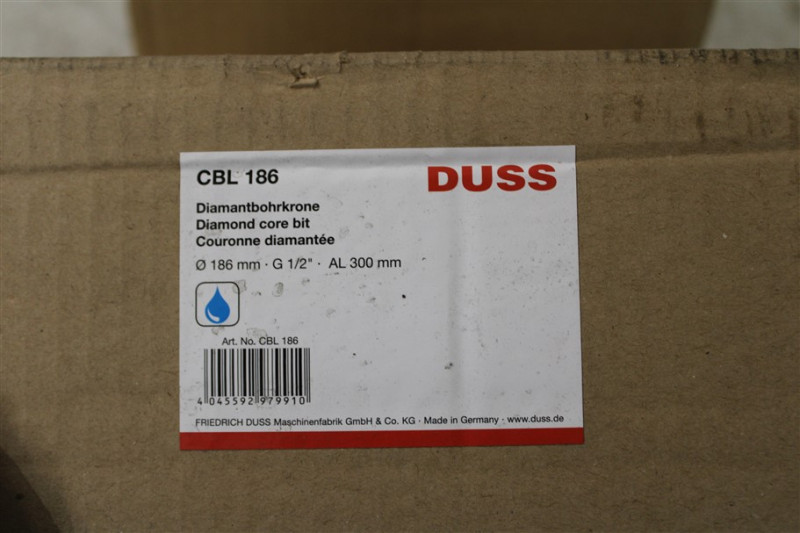 CBL 186
DUSS
Diamantbohrkrone
Diamond core bit
Couronne diamantée
Ø 186 mm · G 1/2" · AL 300 mm
Art. No. CBL 186
4 045592 979910
FRIEDRICH DUSS Maschinenfabrik GmbH & Co. KG · Made in Germany · www.duss.de